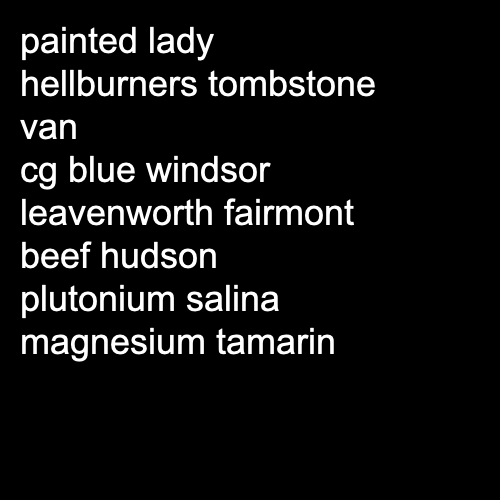 painted lady
hellburners tombstone
van
cg blue windsor
leavenworth fairmont
beef hudson
plutonium salina
magnesium tamarin